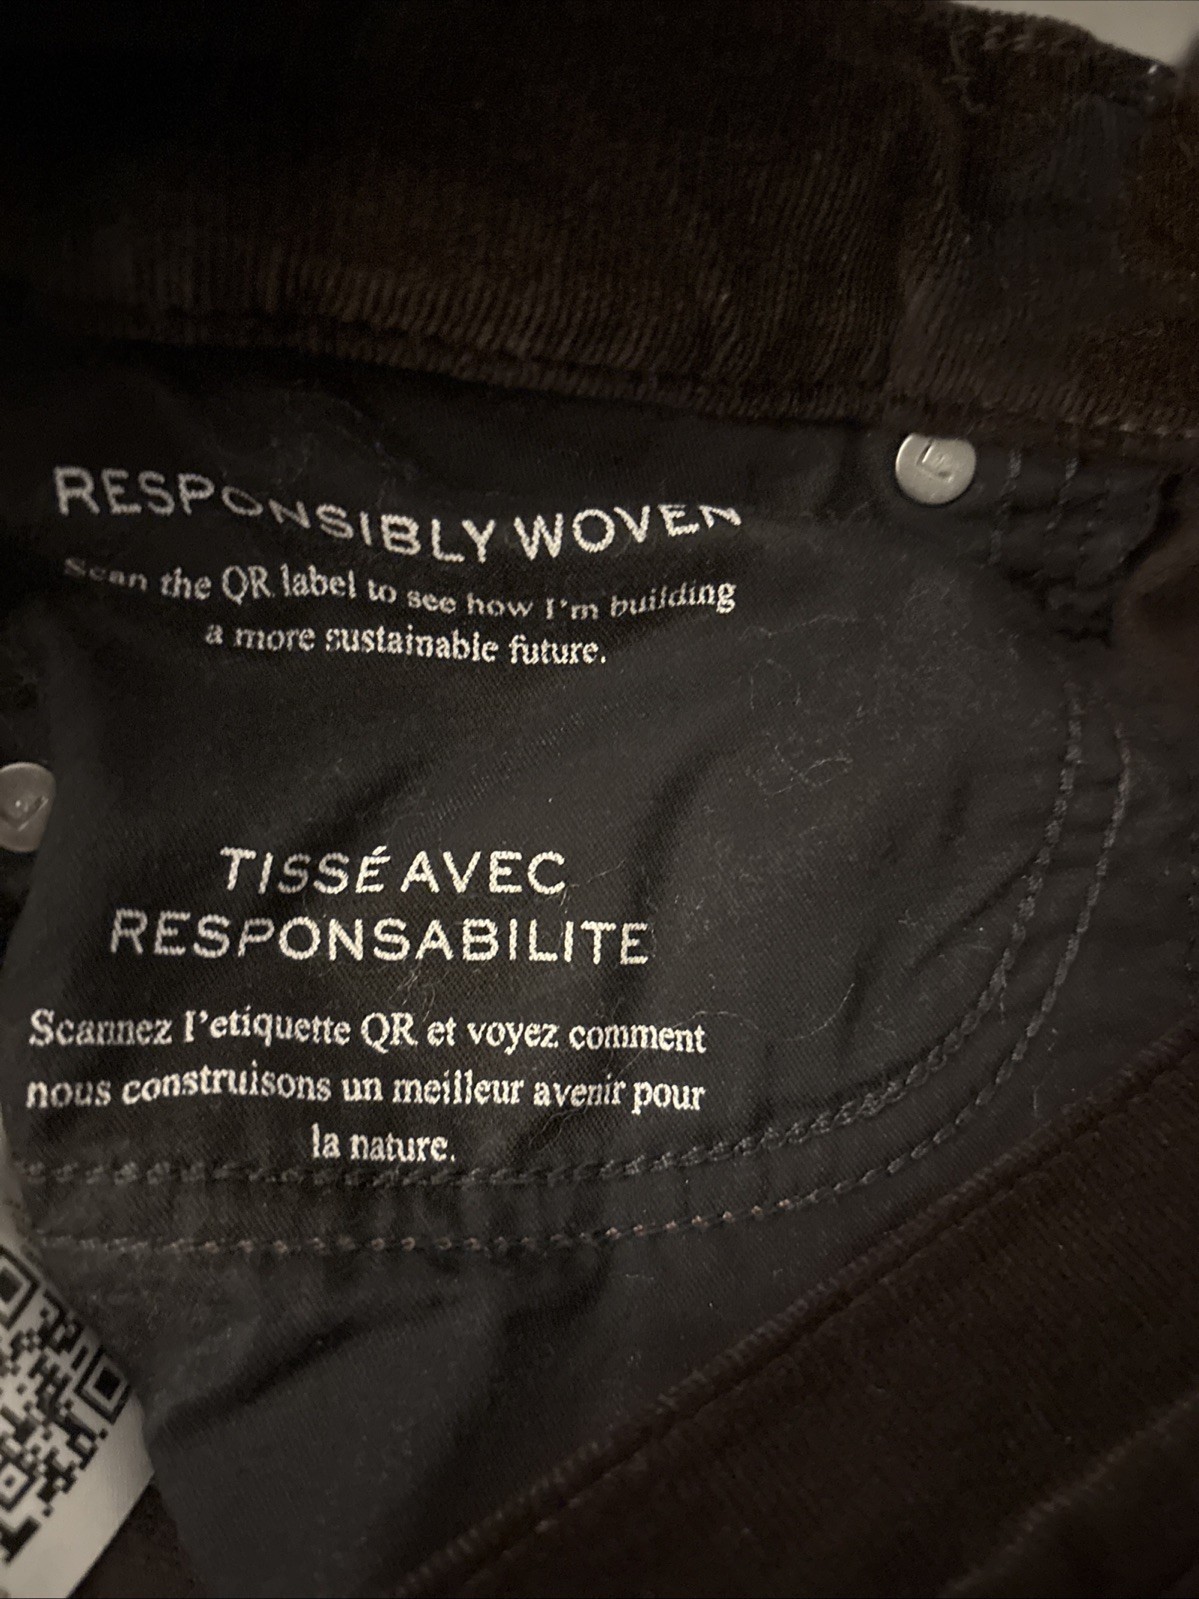 RESPONSIBLY WOVEN
Scan the QR label to see how I'm building
a more sustainable future.
TISSÉ AVEC
RESPONSABILITE
Scannez l'etiquette QR et voyez comment
nous construisons un meilleur avenir pour
la nature.